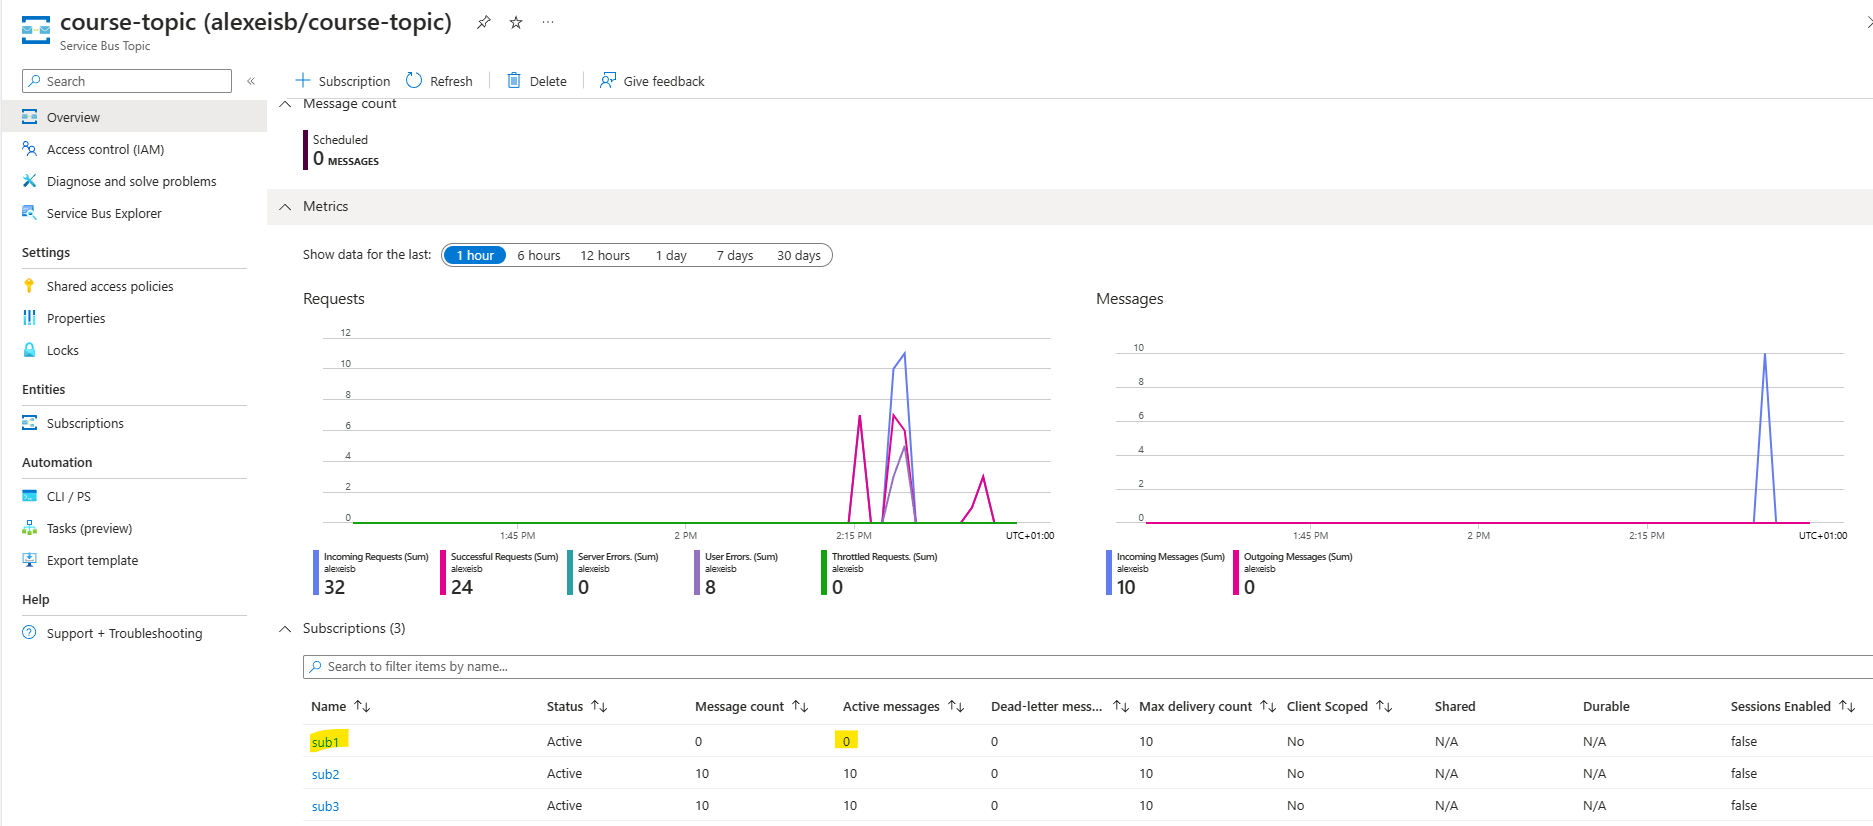 course-topic (alexeisb/course-topic)
Service Bus Topic
Search
Subscription Refresh Delete Give feedback
Overview
Access control (IAM)
Diagnose and solve problems
Service Bus Explorer
Settings
Shared access policies
Properties
Locks
Entities
Subscriptions
Automation
CLI / PS
Tasks (preview)
Export template
Help
Support + Troubleshooting
Message count
Scheduled
0 MESSAGES
Metrics
Show data for the last: 1 hour 6 hours 12 hours 1 day 7 days 30 days
Requests
12
10
8
6
4
2
0
1:45 PM 2 PM 2:15 PM UTC+01:00
Incoming Requests (Sum) Successful Requests (Sum) Server Errors. (Sum) User Errors. (Sum) Throttled Requests. (Sum)
alexeisb alexeisb alexeisb alexeisb alexeisb
32 24 0 8 0
Messages
10
8
6
4
2
0
1:45 PM 2 PM 2:15 PM UTC+01:00
Incoming Messages (Sum) Outgoing Messages (Sum)
alexeisb alexeisb
10 0
Subscriptions (3)
Search to filter items by name...
Name Status Message count Active messages Dead-letter mess... Max delivery count Client Scoped Shared Durable Sessions Enabled
sub1 Active 0 0 0 10 No N/A N/A false
sub2 Active 10 10 0 10 No N/A N/A false
sub3 Active 10 10 0 10 No N/A N/A false